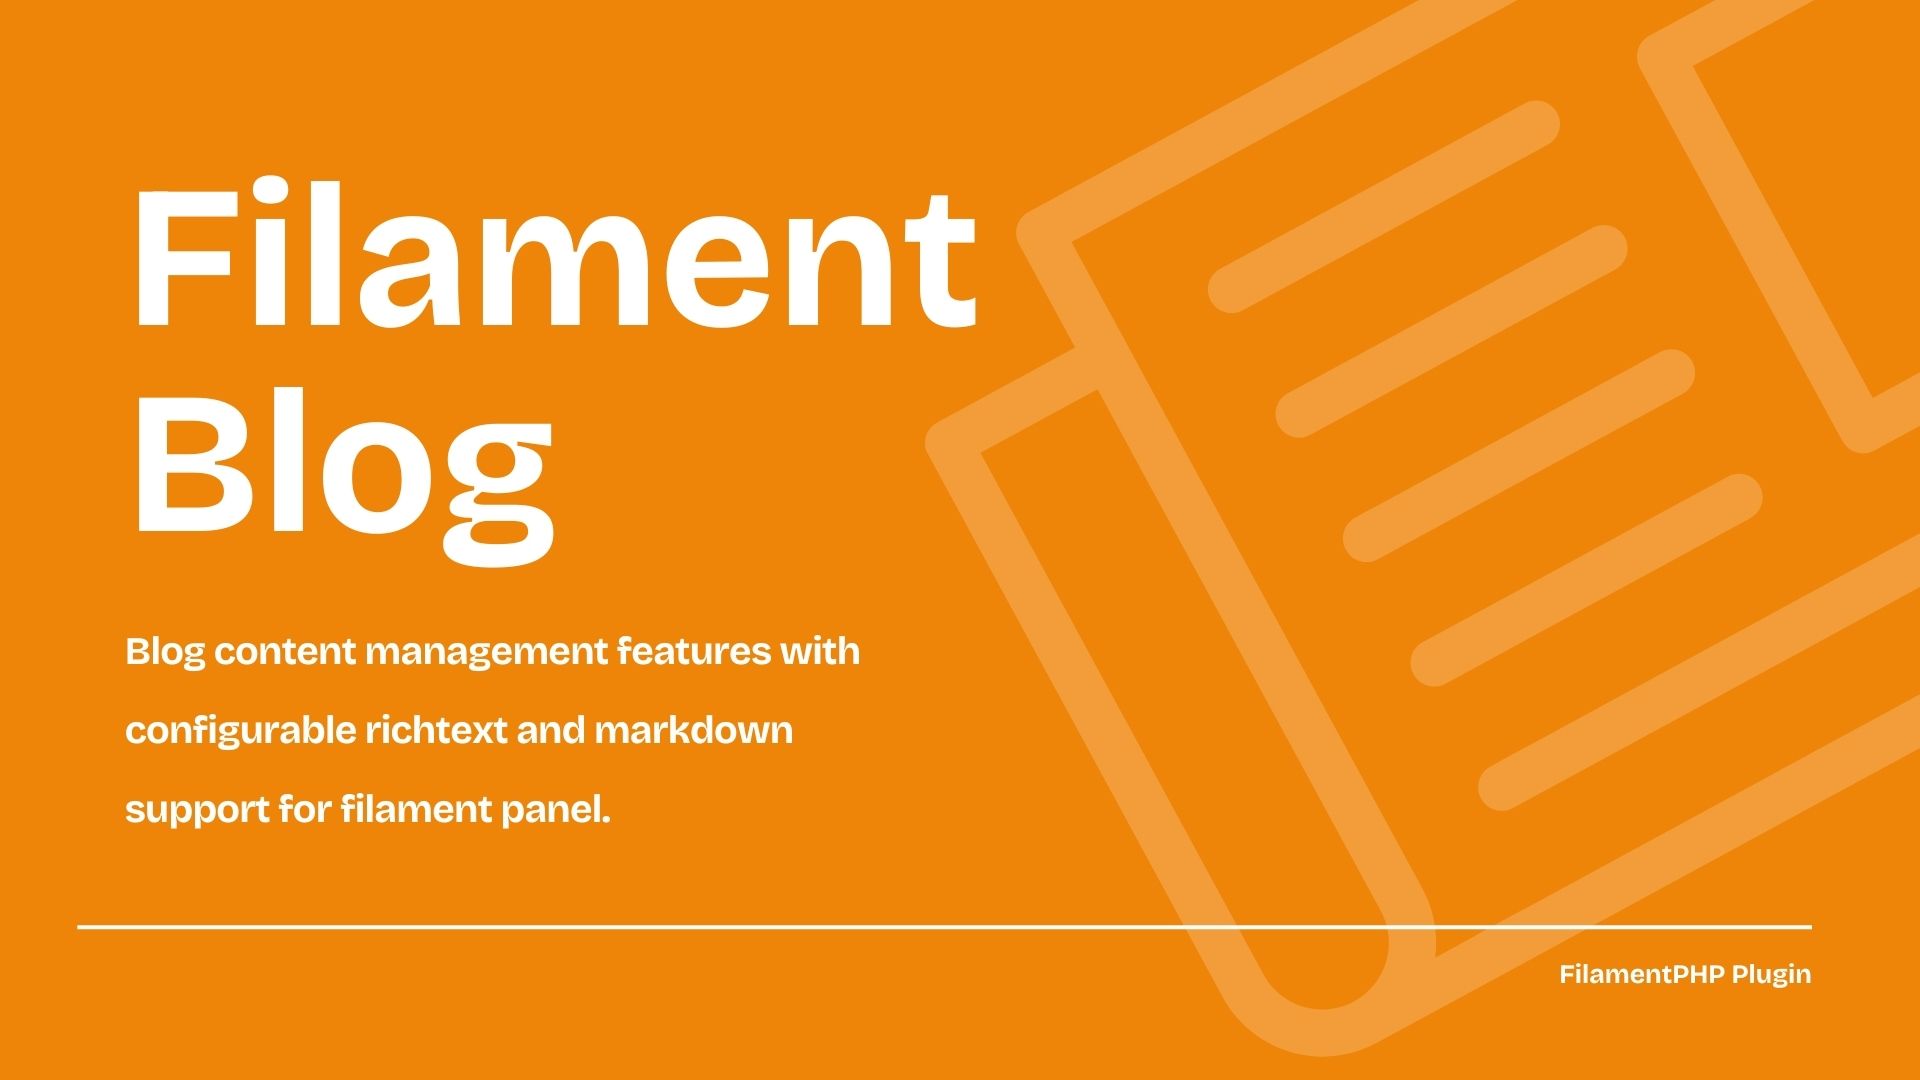 Filament
Blog
Blog content management features with
configurable richtext and markdown
support for filament panel.
FilamentPHP Plugin